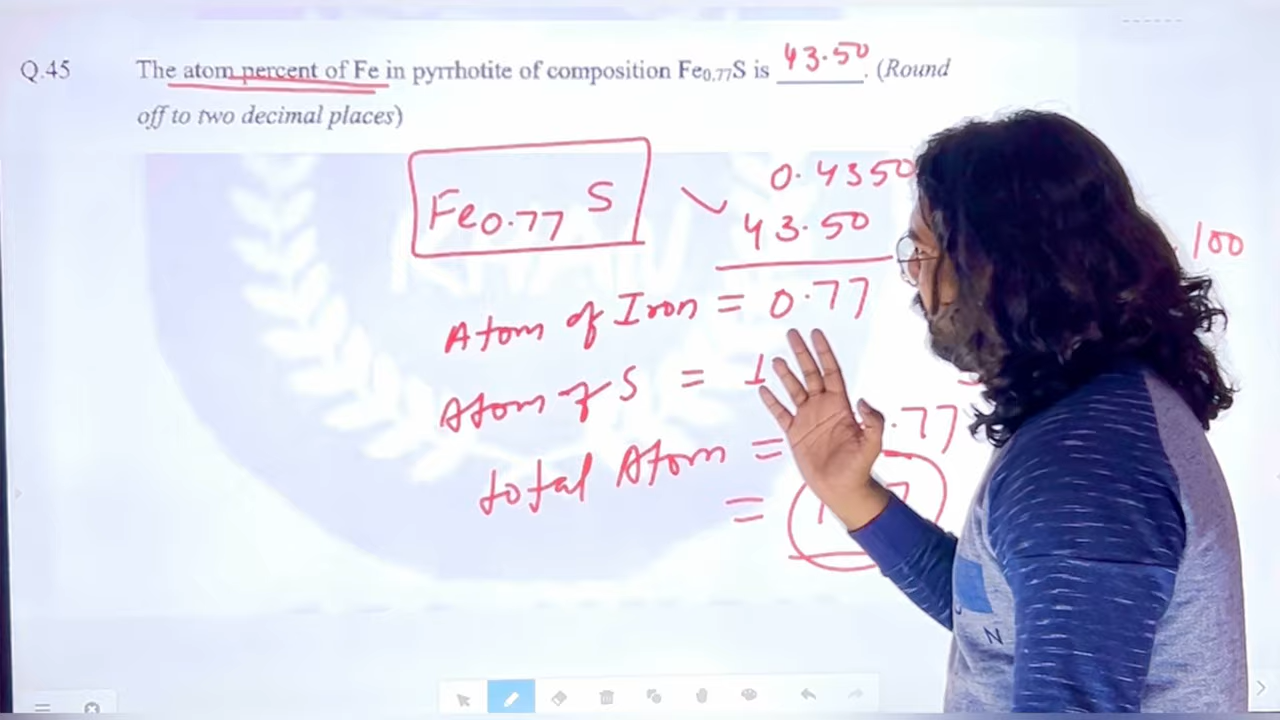 Q.45 The atom percent of Fe in pyrrhotite of composition Fe0.77S is 43.50. (Round
off to two decimal places)
Fe0.77 S
0.4350
43.50
100
Atom of Iron = 0.77
Atom of S = 1
total Atom = .77
=
N